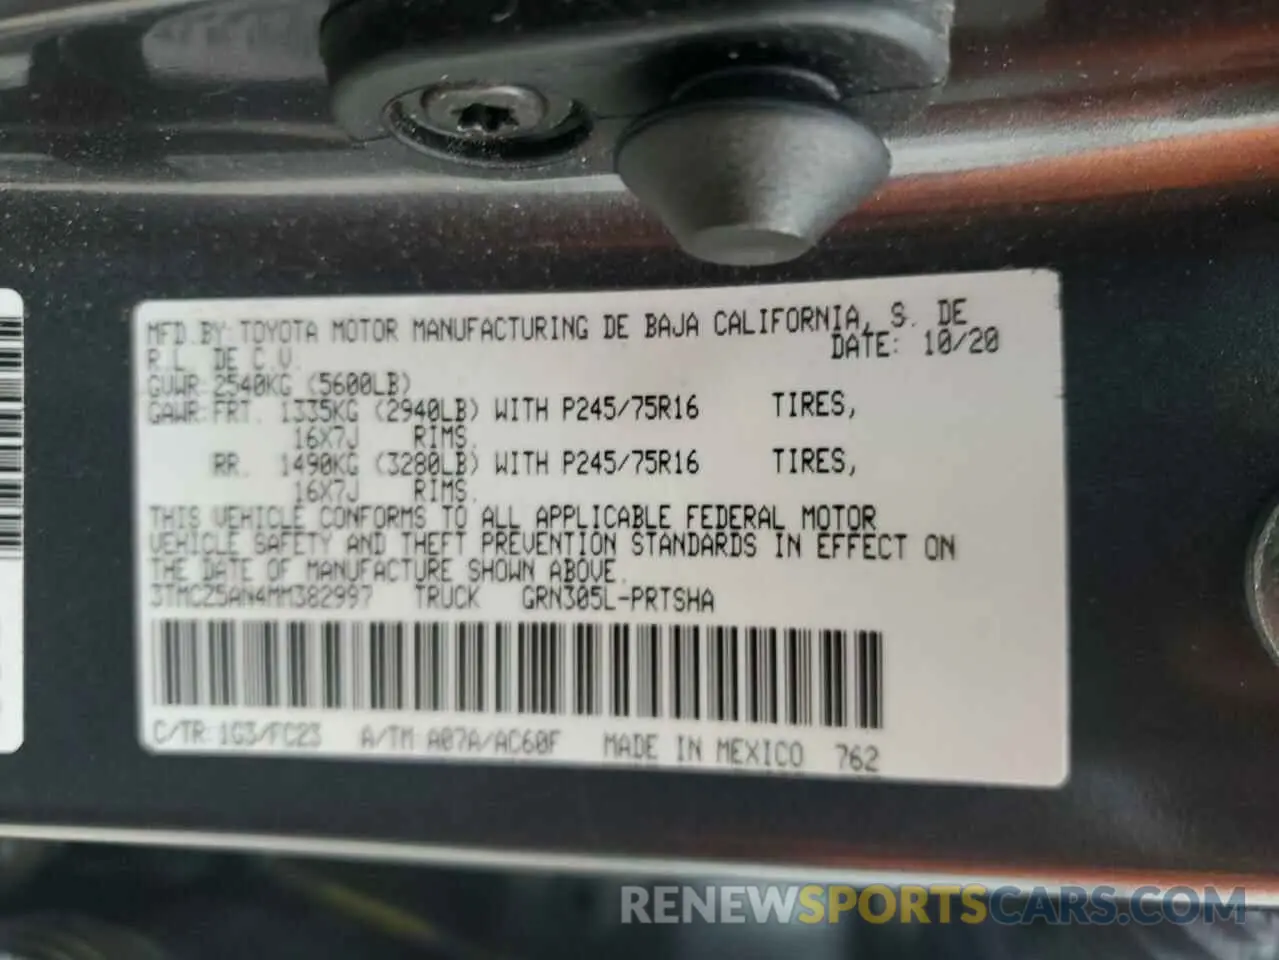 MFD.BY: TOYOTA MOTOR MANUFACTURING DE BAJA CALIFORNIA, S. DE
R.L. DE C.V. DATE: 10/20
GVWR: 2540KG (5600LB)
GAWR: FRT. 1335KG (2940LB) WITH P245/75R16 TIRES,
16X7J RIMS.
RR. 1490KG (3280LB) WITH P245/75R16 TIRES,
16X7J RIMS.
THIS VEHICLE CONFORMS TO ALL APPLICABLE FEDERAL MOTOR
VEHICLE SAFETY AND THEFT PREVENTION STANDARDS IN EFFECT ON
THE DATE OF MANUFACTURE SHOWN ABOVE.
3TMCZ5AN4MM382997 TRUCK GRN305L-PRTSHA
C/TR: 1G3/FC23 A/TM: A07A/AC60F MADE IN MEXICO 762
RENEWSPORTSCARS.COM